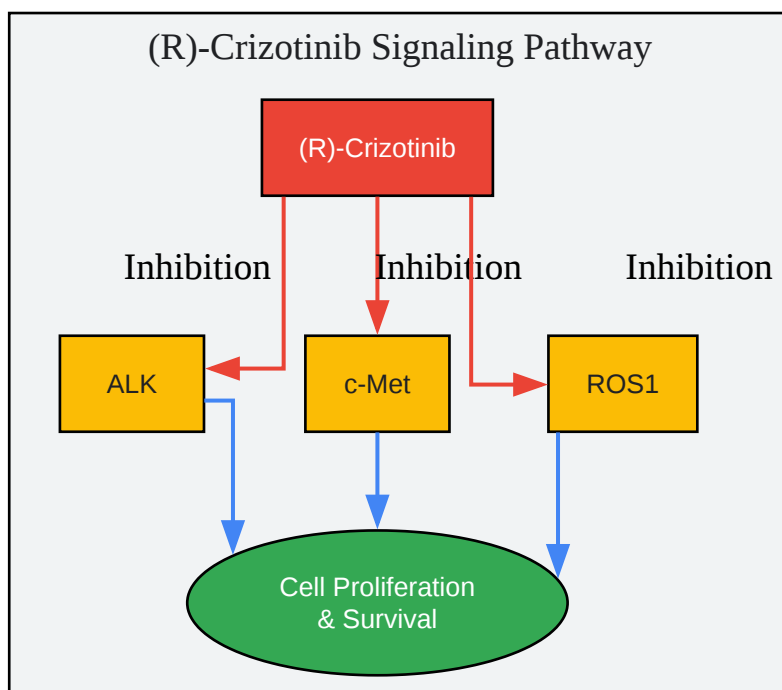 (R)-Crizotinib Signaling Pathway
(R)-Crizotinib
Inhibition
Inhibition
Inhibition
ALK
c-Met
ROS1
Cell Proliferation
& Survival